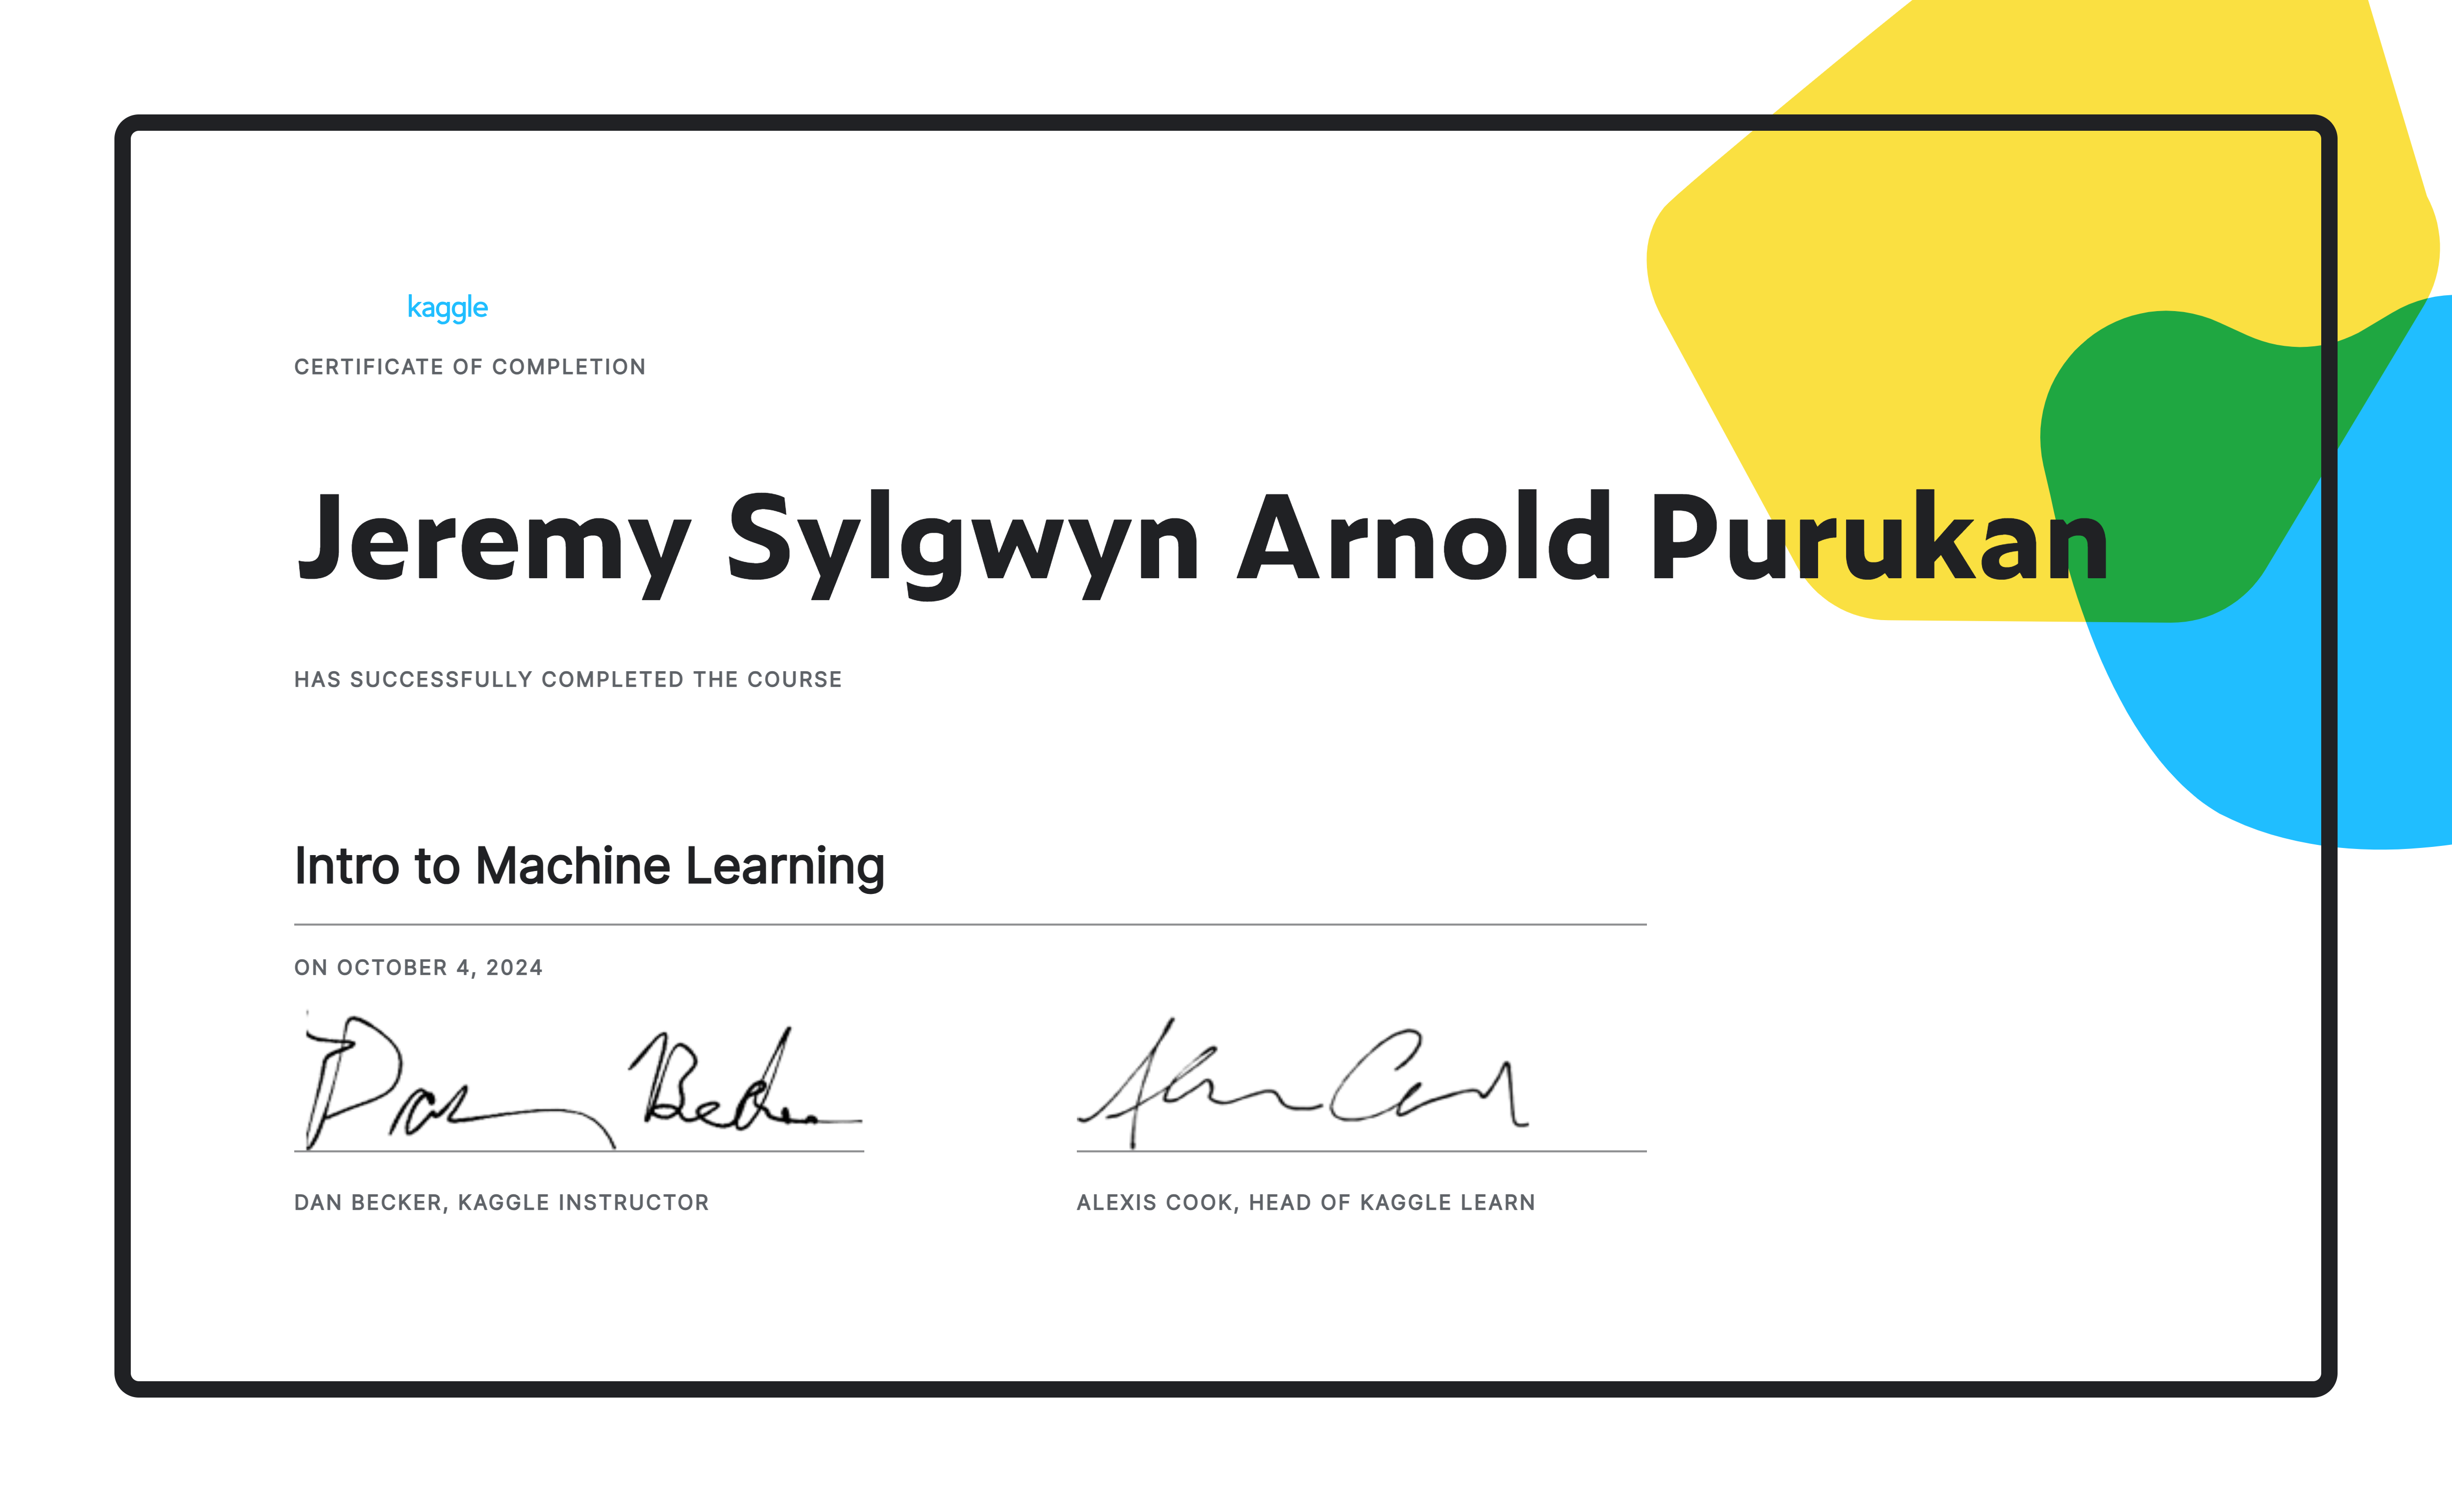 kaggle
CERTIFICATE OF COMPLETION
Jeremy Sylgwyn Arnold Purukan
HAS SUCCESSFULLY COMPLETED THE COURSE
Intro to Machine Learning
ON OCTOBER 4, 2024
Dan Becker
Alexis Cook
DAN BECKER, KAGGLE INSTRUCTOR
ALEXIS COOK, HEAD OF KAGGLE LEARN